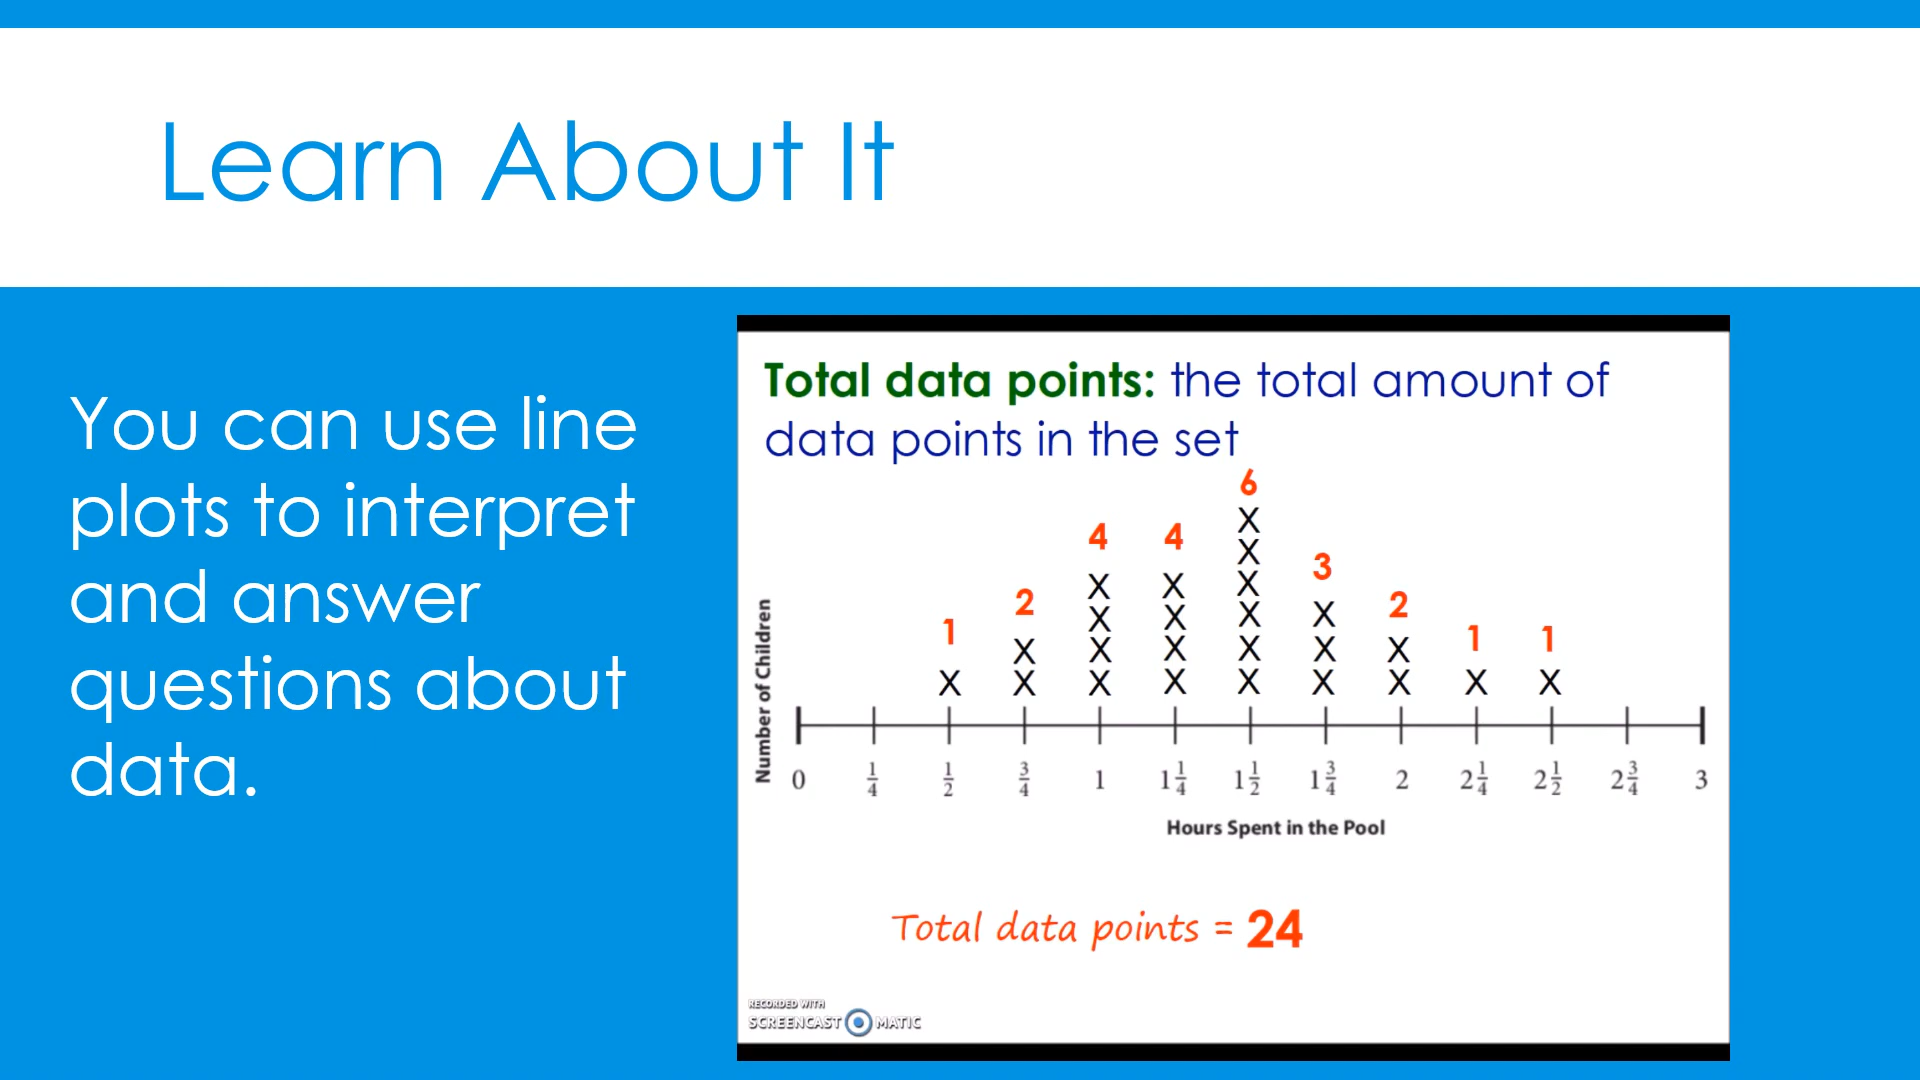 Learn About It
You can use line
plots to interpret
and answer
questions about
data.
Total data points: the total amount of
data points in the set
6
4 4
3
2 2
1 1 1
X
X
X X X
X X X X
X X X X X X
X X X X X X X X X
Number of Children
0 1/4 1/2 3/4 1 1 1/4 1 1/2 1 3/4 2 2 1/4 2 1/2 2 3/4 3
Hours Spent in the Pool
Total data points = 24
RECORDED WITH
SCREENCAST MATIC